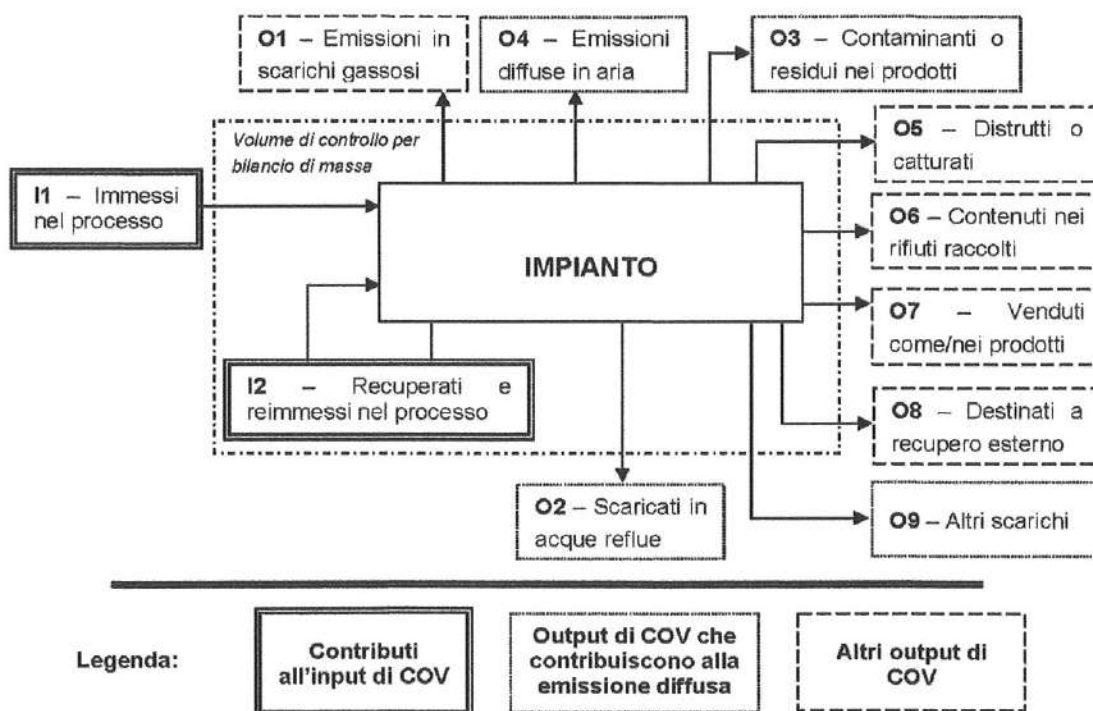 O1 – Emissioni in
scarichi gassosi
O4 – Emissioni
diffuse in aria
O3 – Contaminanti o
residui nei prodotti
Volume di controllo per
bilancio di massa
O5 – Distrutti o
catturati
I1 – Immessi
nel processo
O6 – Contenuti nei
rifiuti raccolti
IMPIANTO
O7 – Venduti
come/nei prodotti
I2 – Recuperati e
reimmessi nel processo
O8 – Destinati a
recupero esterno
O2 – Scaricati in
acque reflue
O9 – Altri scarichi
Legenda:
Contributi
all'input di COV
Output di COV che
contribuiscono alla
emissione diffusa
Altri output di
COV